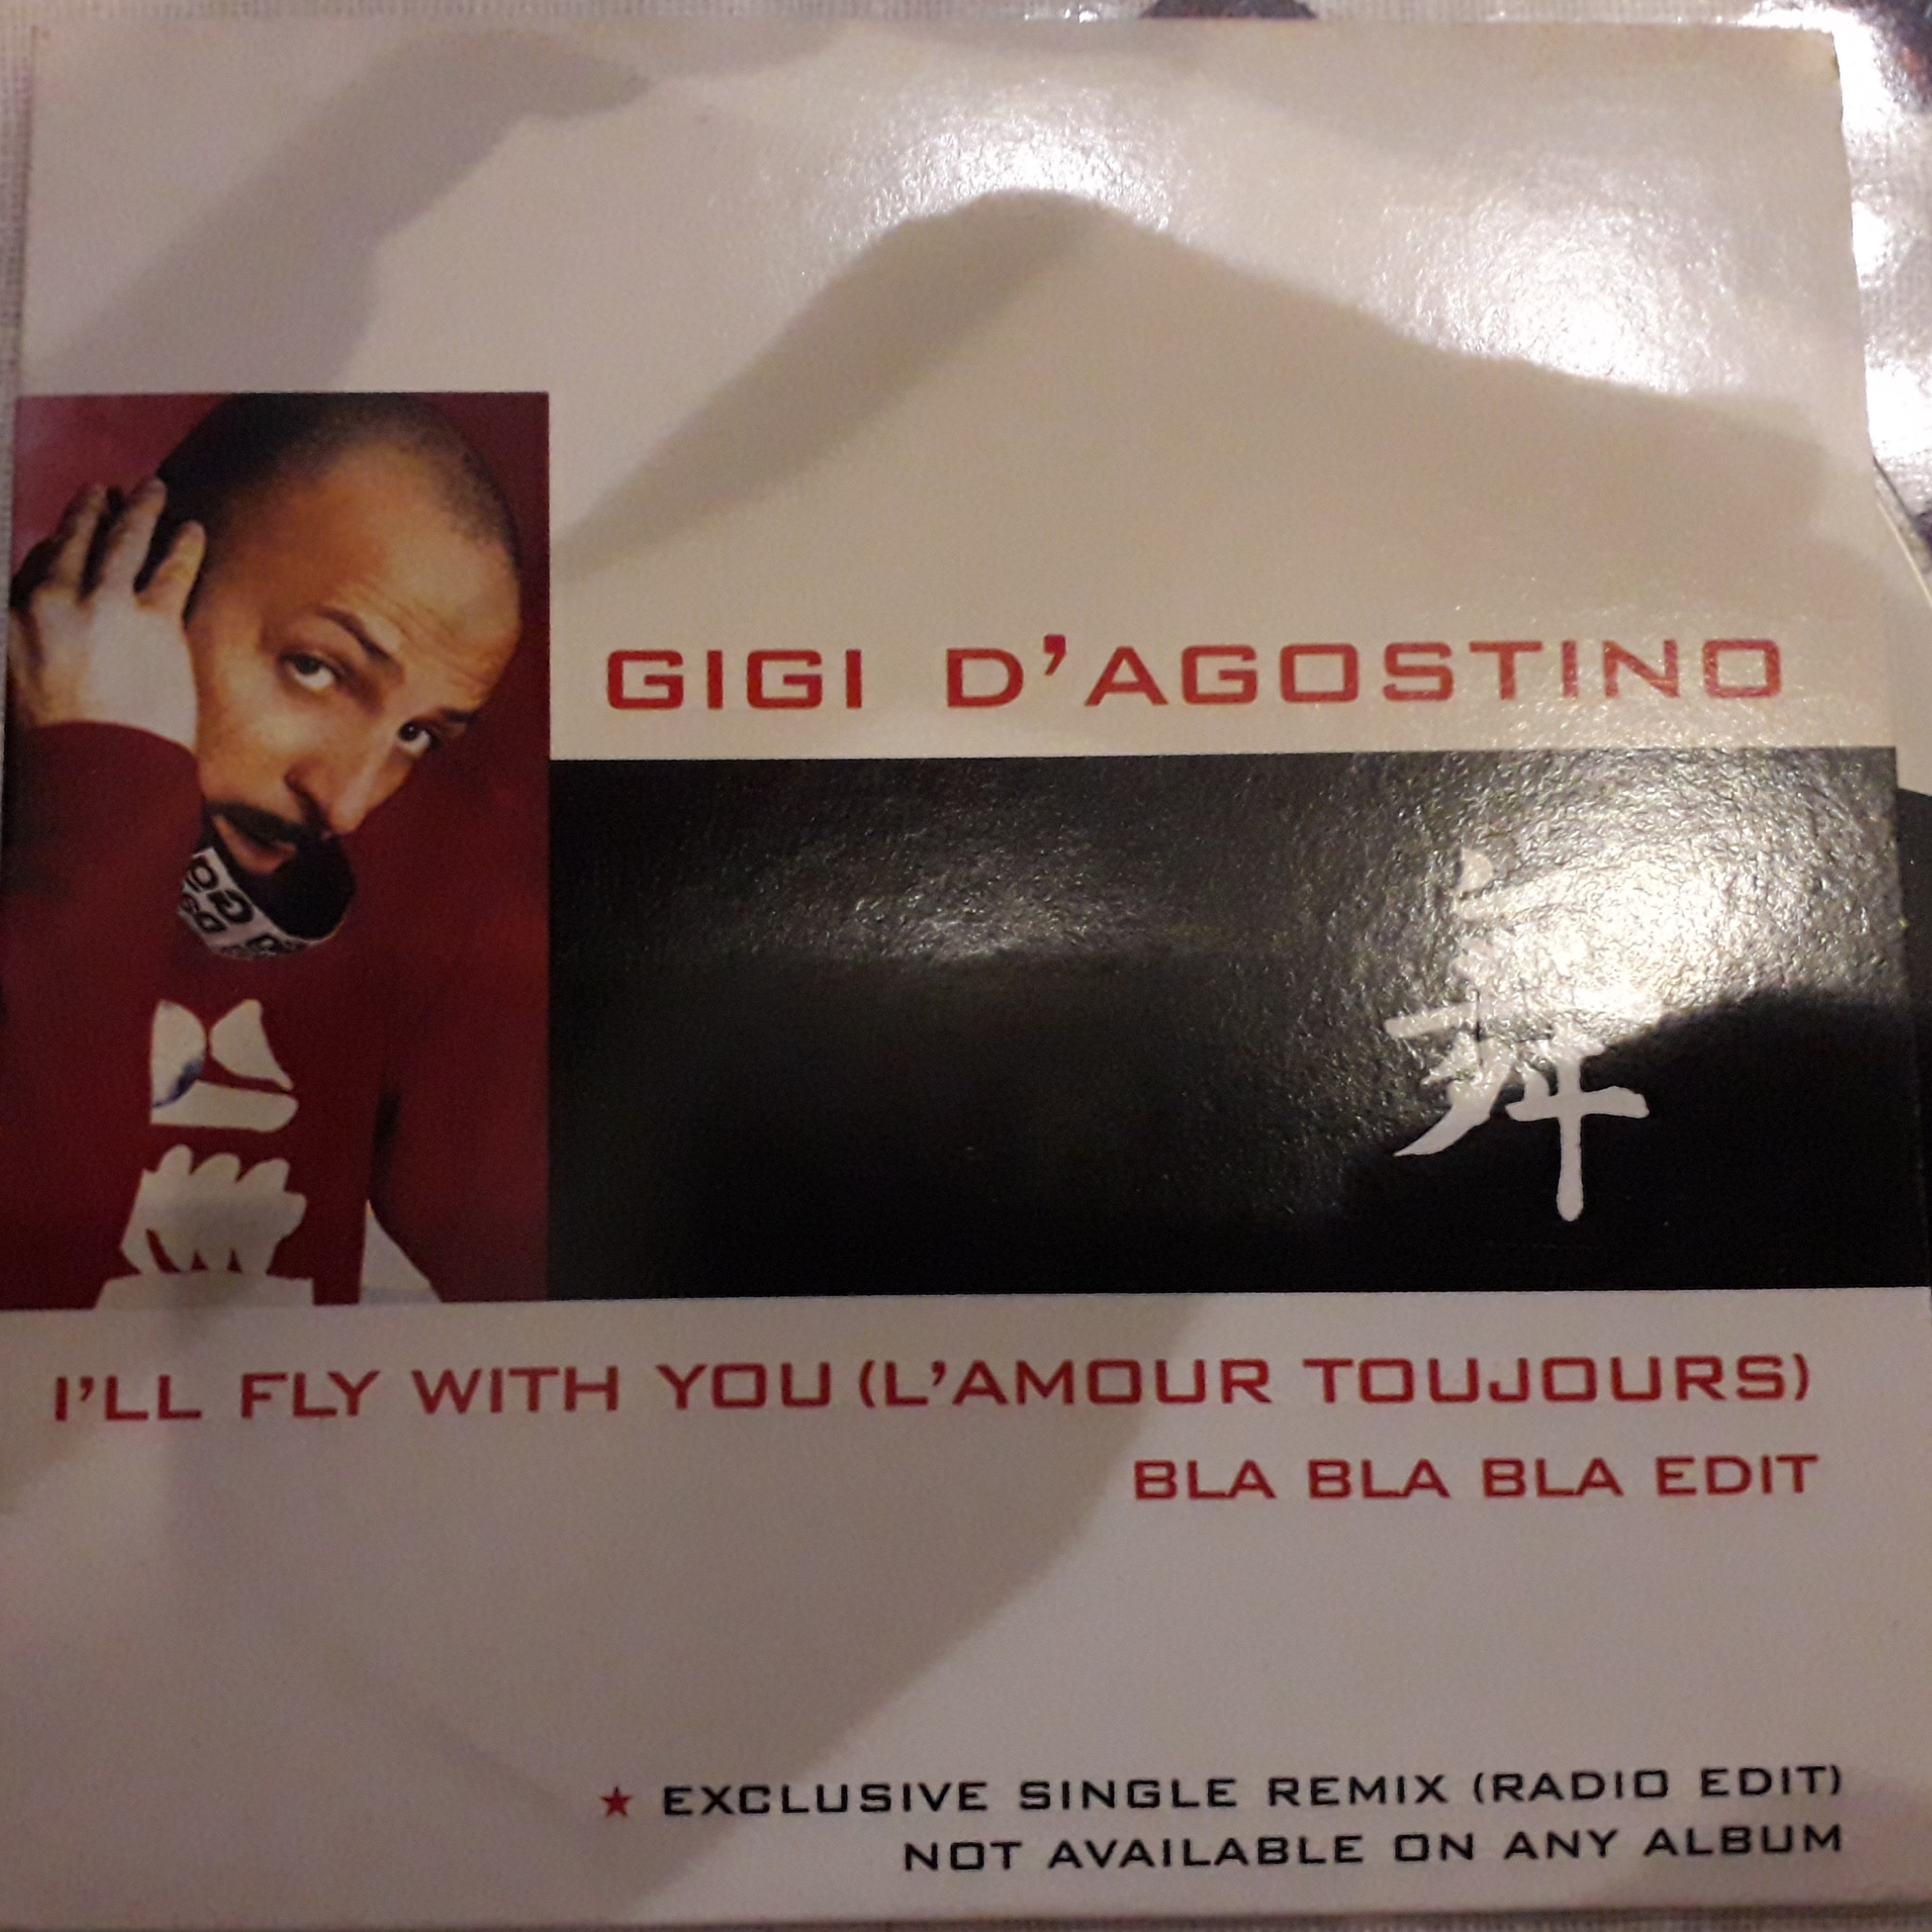 GIGI D'AGOSTINO
I'LL FLY WITH YOU (L'AMOUR TOUJOURS)
BLA BLA BLA EDIT
★ EXCLUSIVE SINGLE REMIX (RADIO EDIT)
NOT AVAILABLE ON ANY ALBUM